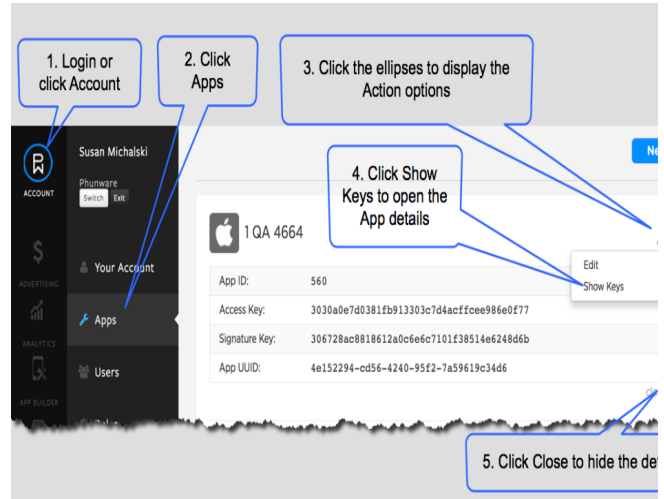 1. Login or
click Account
2. Click
Apps
3. Click the ellipses to display the
Action options
Susan Michalski
Phunware
Switch Exit
ACCOUNT
4. Click Show
Keys to open the
App details
1 QA 4664
Edit
Show Keys
ADVERTISING
Your Account
App ID: 560
Access Key: 3030a0e7d0381fb913303c7d4acffcee986e0f77
Apps
Signature Key: 306728ac8818612a0c6e6c7101f38514e6248d6b
ANALYTICS
App UUID: 4e152294-cd56-4240-95f2-7a59619c34d6
Users
APP BUILDER
5. Click Close to hide the